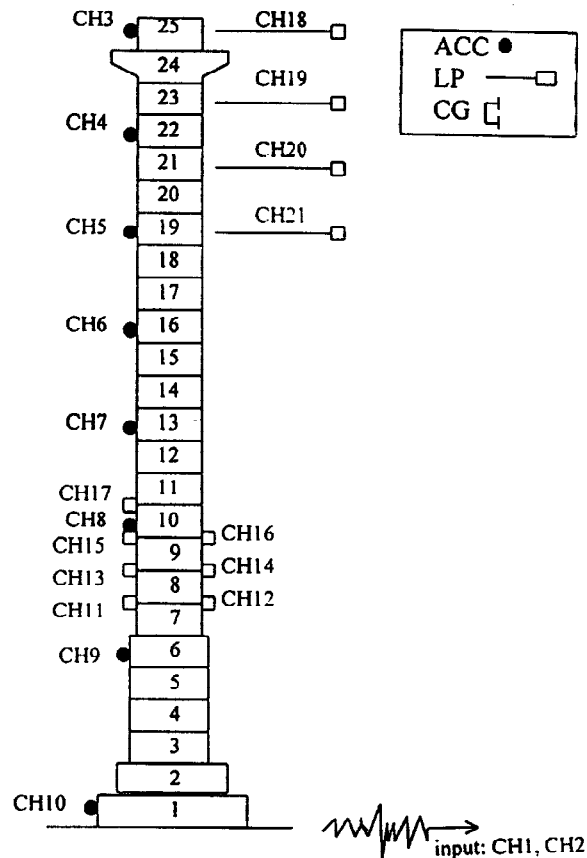 CH3
25
CH18
24
ACC
LP
CG
23
CH19
CH4
22
21
CH20
20
CH5
19
CH21
18
17
CH6
16
15
14
CH7
13
12
11
CH17
CH8
10
CH16
CH15
9
CH13
8
CH14
CH11
7
CH12
CH9
6
5
4
3
2
CH10
1
input: CH1, CH2